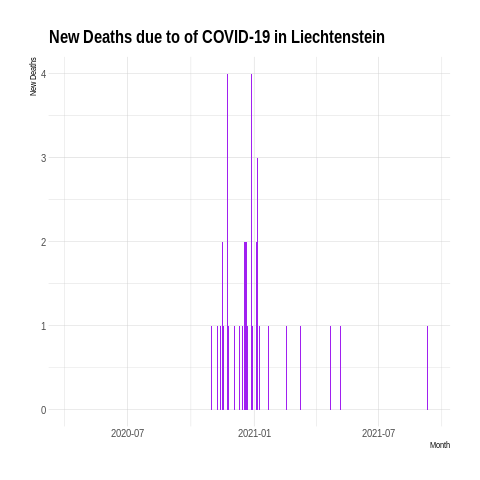 New Deaths due to of COVID-19 in Liechtenstein
New Deaths
4
3
2
1
0
2020-07
2021-01
2021-07
Month